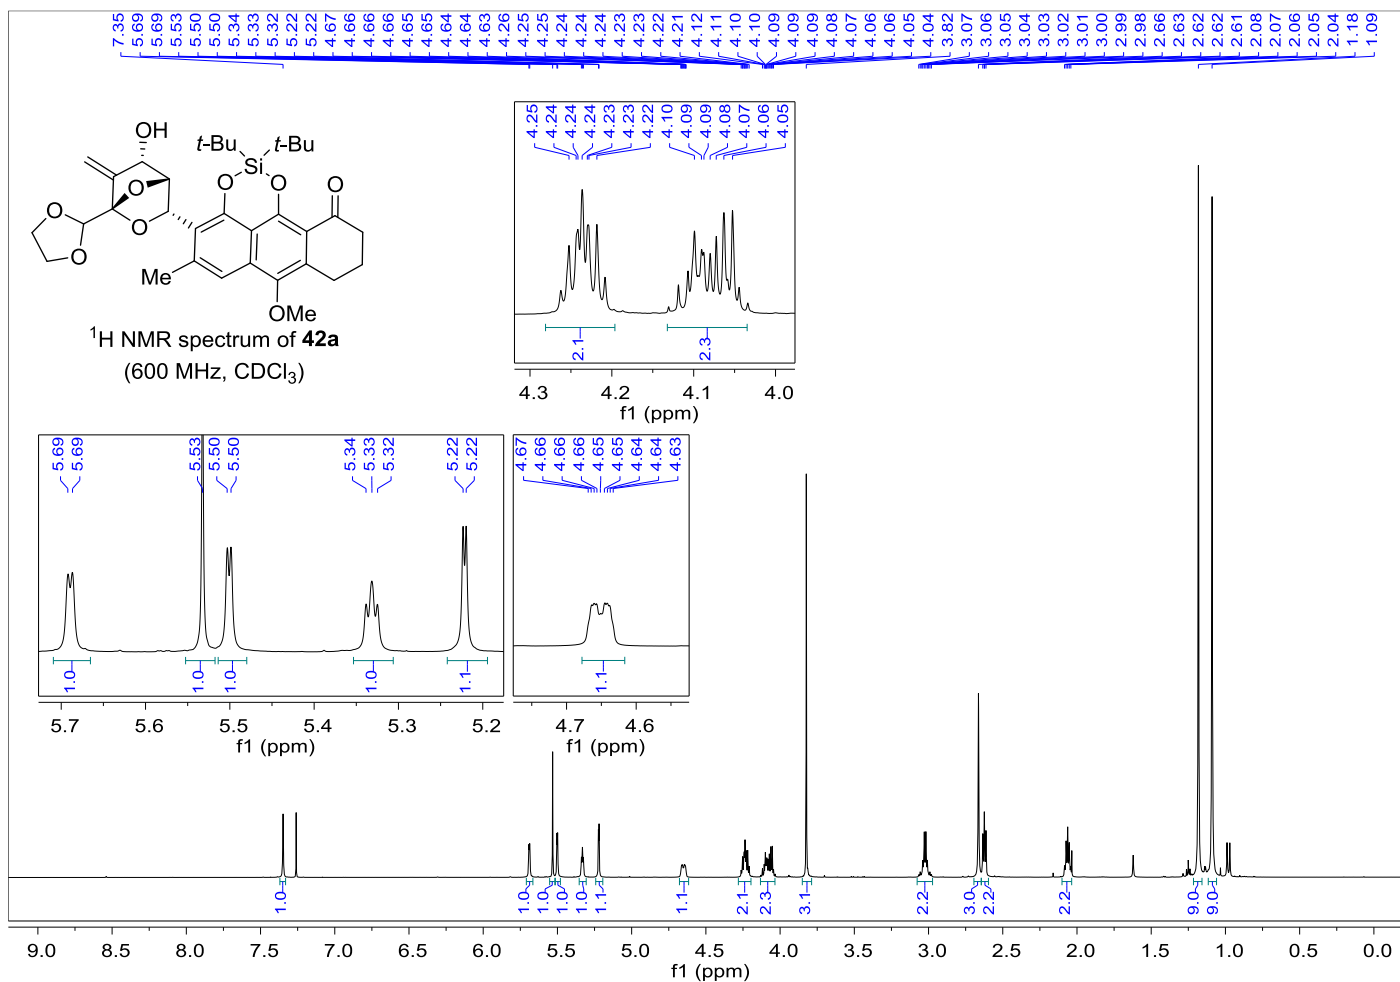 7.35 5.69 5.69 5.53 5.50 5.50 5.34 5.33 5.32 5.22 5.22 4.67 4.66 4.66 4.66 4.65 4.65 4.64 4.64 4.63 4.26 4.25 4.25 4.24 4.24 4.24 4.23 4.23 4.22 4.21 4.12 4.11 4.10 4.10 4.09 4.09 4.09 4.08 4.07 4.06 4.06 4.05 4.04 3.82 3.07 3.06 3.05 3.04 3.03 3.02 3.01 3.00 2.99 2.98 2.66 2.63 2.62 2.62 2.61 2.08 2.07 2.06 2.05 2.04 1.18 1.09
OH
t-Bu t-Bu
Si
O O O
O
O O
O
Me
OMe
¹H NMR spectrum of 42a
(600 MHz, CDCl₃)
4.25 4.24 4.24 4.24 4.23 4.23 4.22 4.10 4.09 4.09 4.08 4.07 4.06 4.05
2.1 2.3
4.3 4.2 4.1 4.0
f1 (ppm)
5.69 5.69 5.53 5.50 5.50 5.34 5.33 5.32 5.22 5.22
1.0 1.0 1.0 1.0 1.1
5.7 5.6 5.5 5.4 5.3 5.2
f1 (ppm)
4.67 4.66 4.66 4.66 4.65 4.65 4.64 4.64 4.63
1.1
4.7 4.6
f1 (ppm)
1.0 1.0 1.0 1.0 1.0 1.1 1.1 2.1 2.3 3.1 2.2 3.0 2.2 2.2 9.0 9.0
9.0 8.5 8.0 7.5 7.0 6.5 6.0 5.5 5.0 4.5 4.0 3.5 3.0 2.5 2.0 1.5 1.0 0.5 0.0
f1 (ppm)